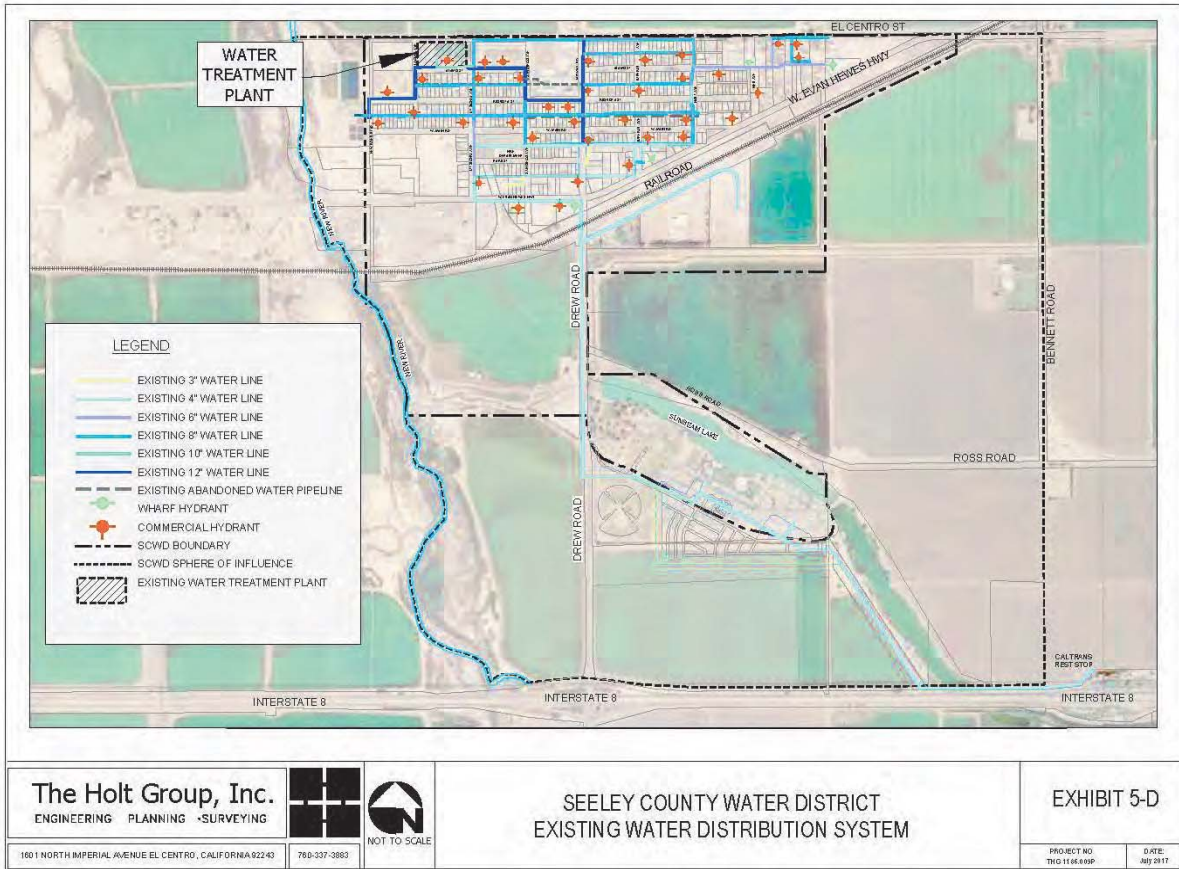 EL CENTRO ST
WATER
TREATMENT
PLANT
W. EVAN HEWES HWY
RAILROAD
NEW RIVER
DREW ROAD
BENNETT ROAD
NEW RIVER
ROSS ROAD
SUNBEAM LAKE
ROSS ROAD
DREW ROAD
LEGEND
EXISTING 3" WATER LINE
EXISTING 4" WATER LINE
EXISTING 6" WATER LINE
EXISTING 8" WATER LINE
EXISTING 10" WATER LINE
EXISTING 12" WATER LINE
EXISTING ABANDONED WATER PIPELINE
WHARF HYDRANT
COMMERCIAL HYDRANT
SCWD BOUNDARY
SCWD SPHERE OF INFLUENCE
EXISTING WATER TREATMENT PLANT
CALTRANS
REST STOP
INTERSTATE 8
INTERSTATE 8
INTERSTATE 8
The Holt Group, Inc.
ENGINEERING PLANNING •SURVEYING
1601 NORTH IMPERIAL AVENUE EL CENTRO, CALIFORNIA 92243
760-337-3883
N
NOT TO SCALE
SEELEY COUNTY WATER DISTRICT
EXISTING WATER DISTRIBUTION SYSTEM
EXHIBIT 5-D
PROJECT NO
DATE:
July 2017